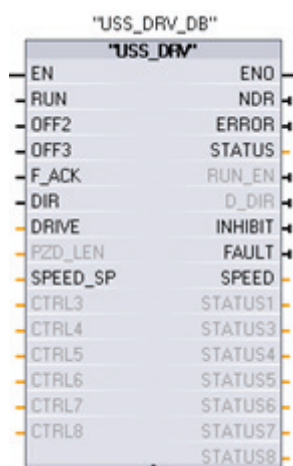 "USS_DRV_DB"
"USS_DRV"
EN ENO
RUN NDR
OFF2 ERROR
OFF3 STATUS
F_ACK RUN_EN
DIR D_DIR
DRIVE INHIBIT
PZD_LEN FAULT
SPEED_SP SPEED
CTRL3 STATUS1
CTRL4 STATUS3
CTRL5 STATUS4
CTRL6 STATUS5
CTRL7 STATUS6
CTRL8 STATUS7
STATUS8